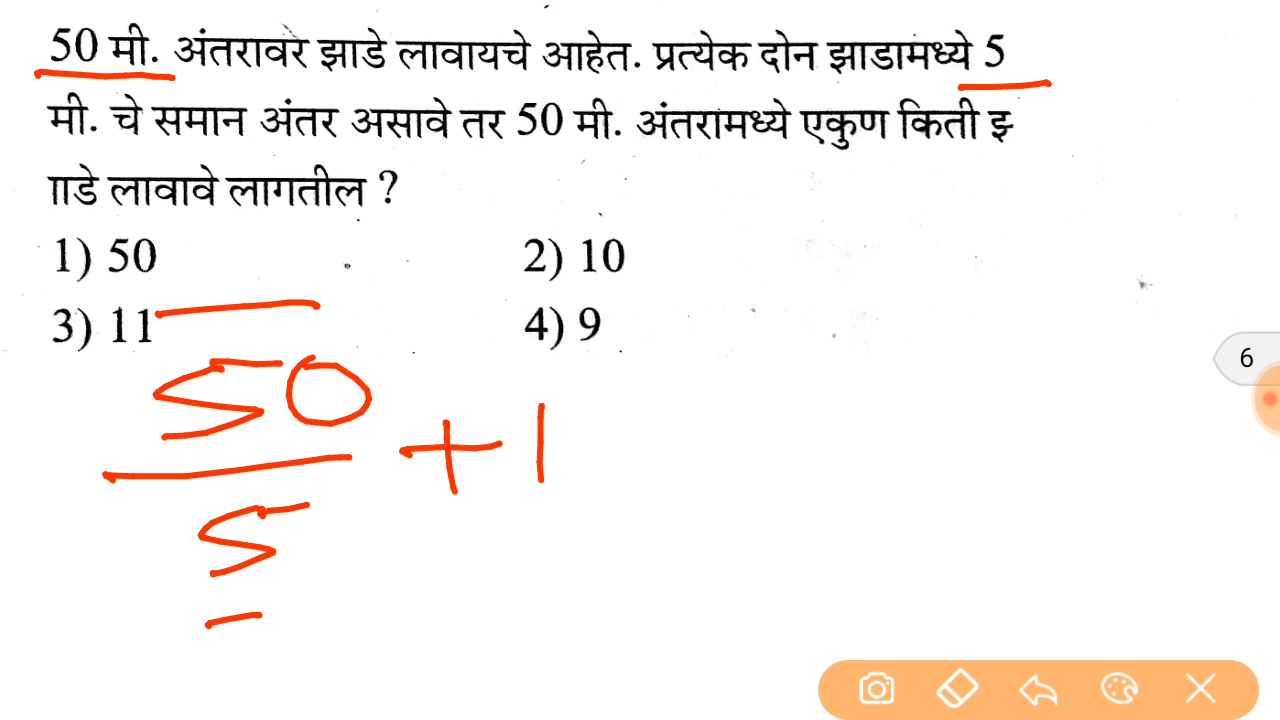 50 मी. अंतरावर झाडे लावायचे आहेत. प्रत्येक दोन झाडामध्ये 5
मी. चे समान अंतर असावे तर 50 मी. अंतरामध्ये एकुण किती झ
ाडे लावावे लागतील ?
1) 50 2) 10
3) 11 4) 9
50
5
+ 1
6